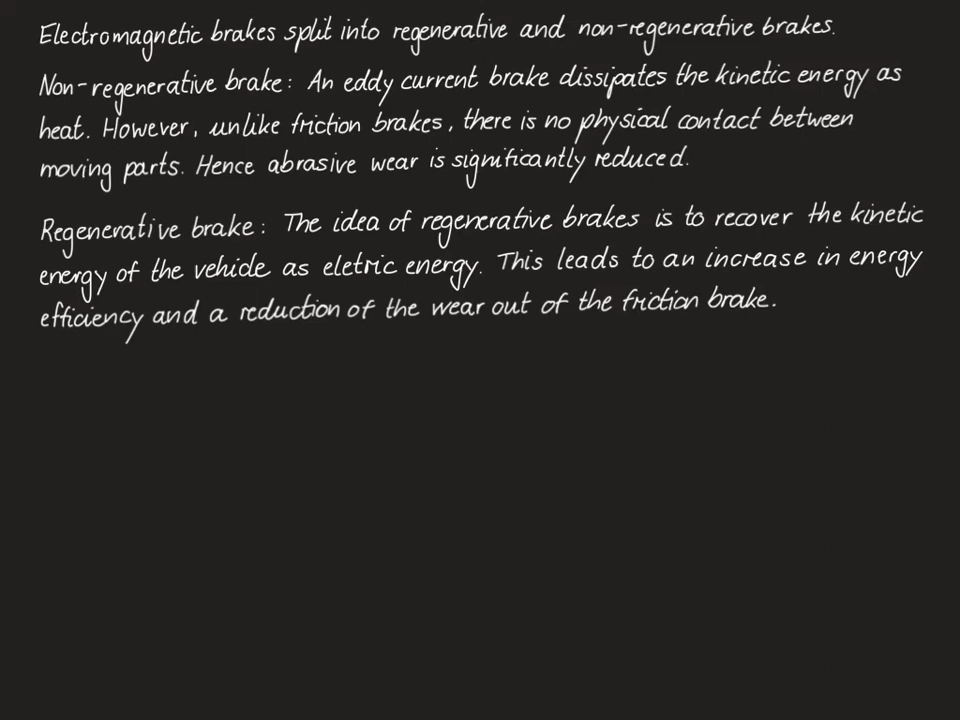 Electromagnetic brakes split into regenerative and non-regenerative brakes.
Non-regenerative brake: An eddy current brake dissipates the kinetic energy as
heat. However, unlike friction brakes, there is no physical contact between
moving parts. Hence abrasive wear is significantly reduced.
Regenerative brake: The idea of regenerative brakes is to recover the kinetic
energy of the vehicle as eletric energy. This leads to an increase in energy
efficiency and a reduction of the wear out of the friction brake.